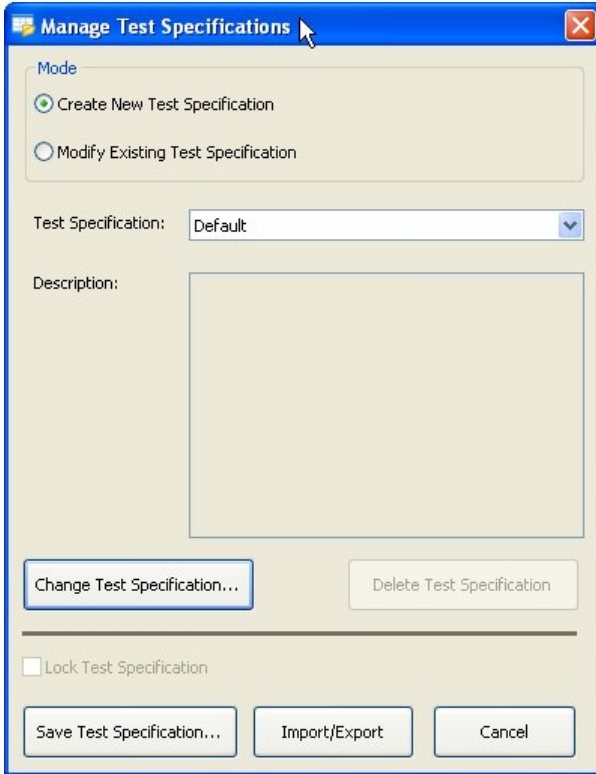 Manage Test Specifications
Mode
Create New Test Specification
Modify Existing Test Specification
Test Specification: Default
Description:
Change Test Specification... Delete Test Specification
Lock Test Specification
Save Test Specification... Import/Export Cancel